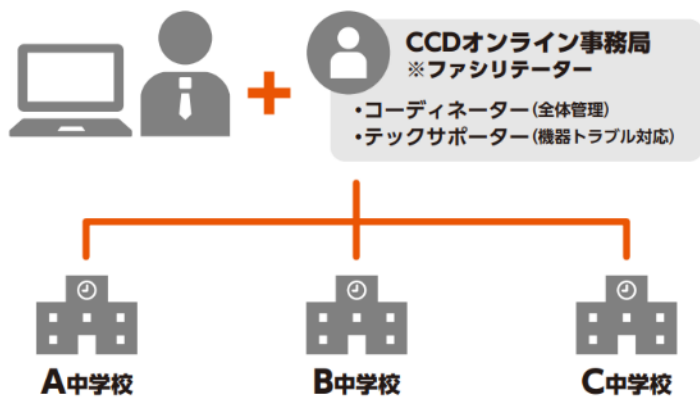 CCDオンライン事務局
※ファシリテーター
・コーディネーター(全体管理)
・テックサポーター(機器トラブル対応)
A中学校
B中学校
C中学校